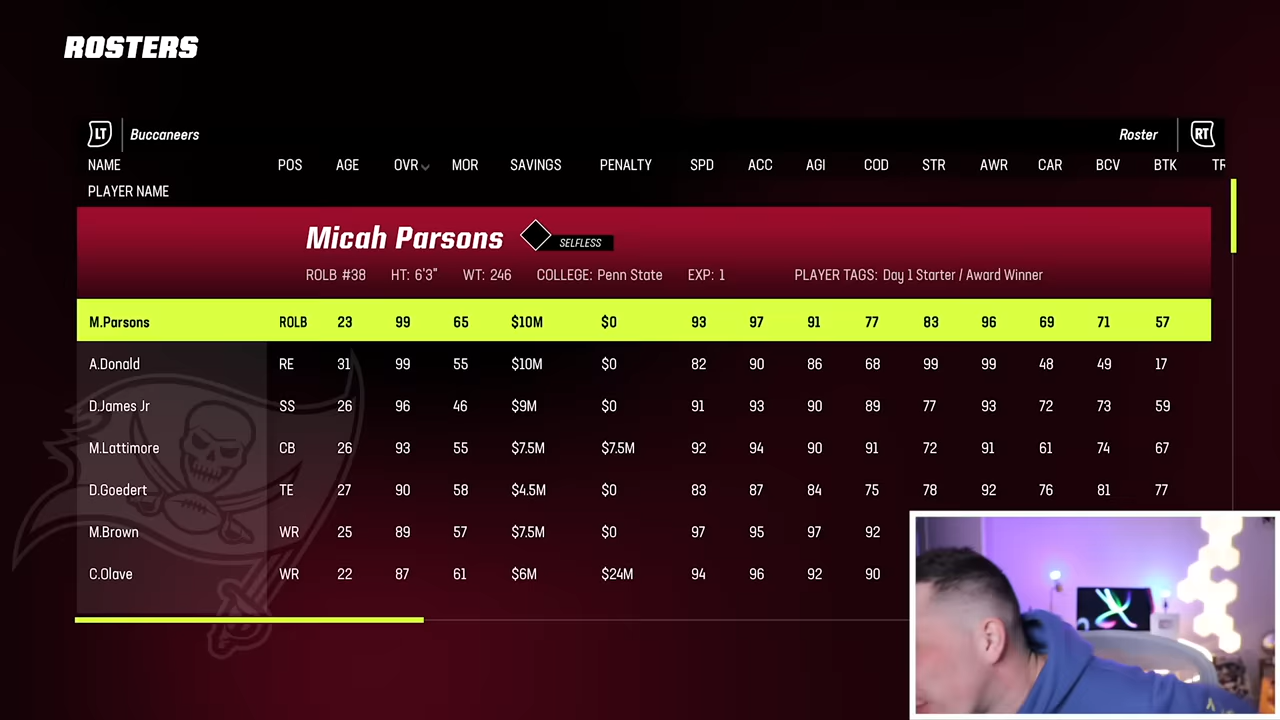 ROSTERS
LT Buccaneers Roster RT
NAME POS AGE OVR MOR SAVINGS PENALTY SPD ACC AGI COD STR AWR CAR BCV BTK TR
PLAYER NAME
Micah Parsons SELFLESS
ROLB #38 HT: 6'3" WT: 246 COLLEGE: Penn State EXP: 1 PLAYER TAGS: Day 1 Starter / Award Winner
M.Parsons ROLB 23 99 65 $10M $0 93 97 91 77 83 96 69 71 57
A.Donald RE 31 99 55 $10M $0 82 90 86 68 99 99 48 49 17
D.James Jr SS 26 96 46 $9M $0 91 93 90 89 77 93 72 73 59
M.Lattimore CB 26 93 55 $7.5M $7.5M 92 94 90 91 72 91 61 74 67
D.Goedert TE 27 90 58 $4.5M $0 83 87 84 75 78 92 76 81 77
M.Brown WR 25 89 57 $7.5M $0 97 95 97 92
C.Olave WR 22 87 61 $6M $24M 94 96 92 90